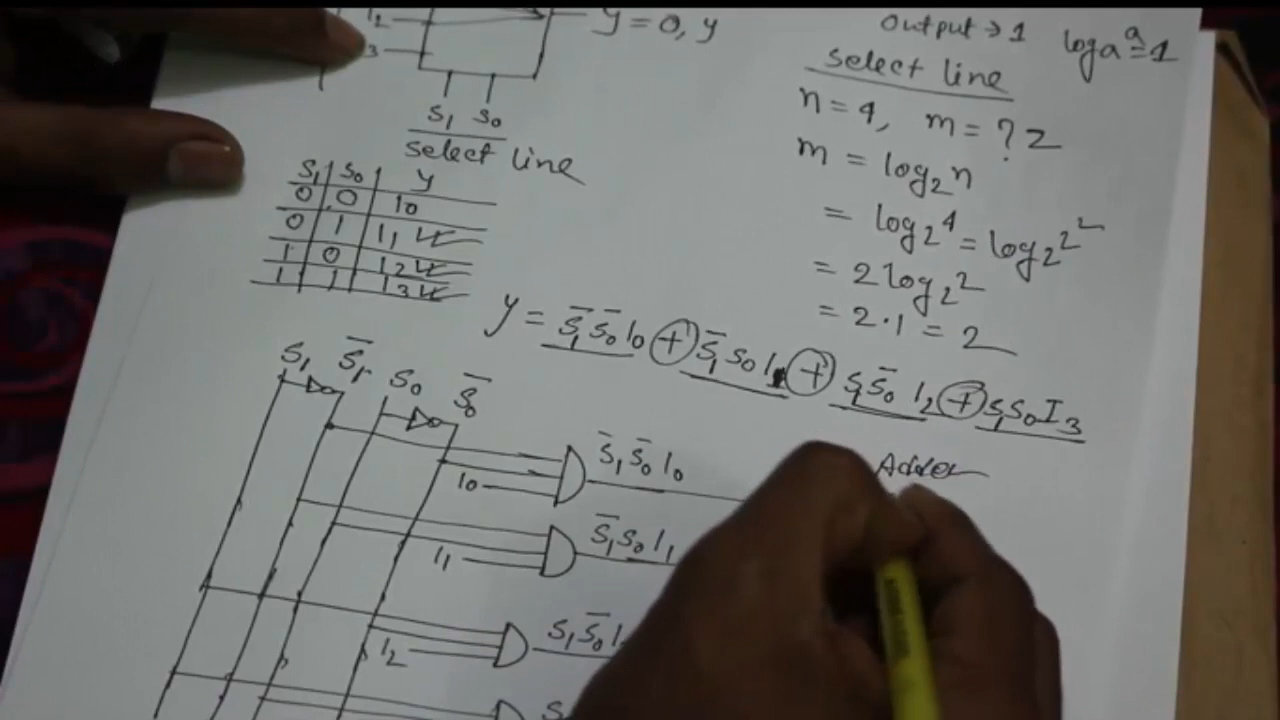 I2
3
y = 0, y
S1 S0
select line
S1 S0 y
0 0 I0
0 1 I1
1 0 I2
1 1 I3
Output → 1
log a^a = 1
select line
n = 4, m = ? 2
m = log2 n
= log2 4 = log2 2^2
= 2 log2 2
= 2 · 1 = 2
y = S̅1 S̅0 I0 + S̅1 S0 I1 + S1 S̅0 I2 + S1 S0 I3
S1 S̅1 S0 S̅0
Adder
I0 S̅1 S̅0 I0
I1 S̅1 S0 I1
I2 S1 S̅0 I
S